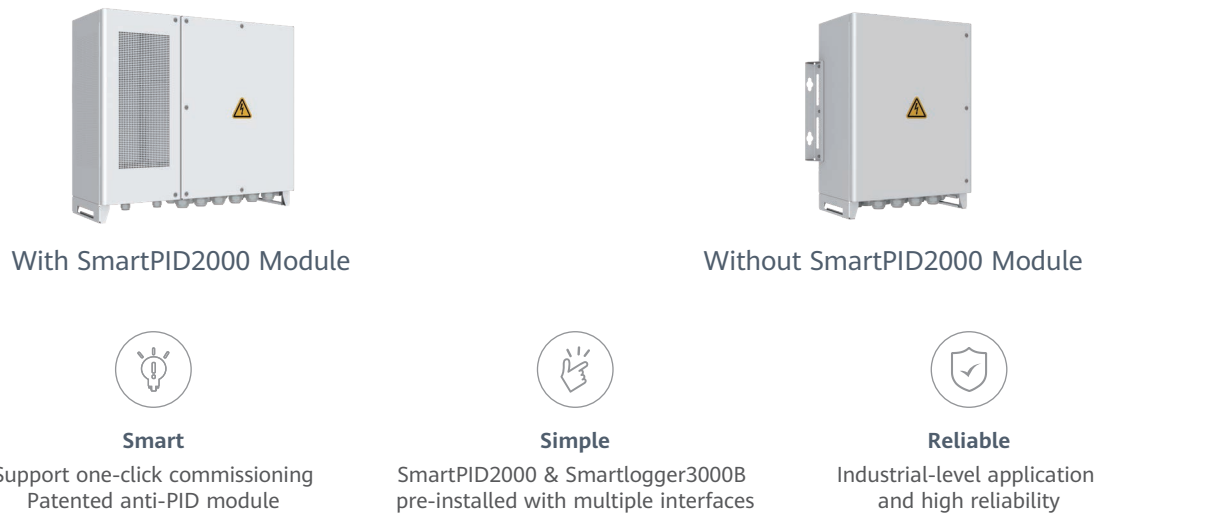 With SmartPID2000 Module
Without SmartPID2000 Module
Smart
Support one-click commissioning
Patented anti-PID module
Simple
SmartPID2000 & Smartlogger3000B
pre-installed with multiple interfaces
Reliable
Industrial-level application
and high reliability